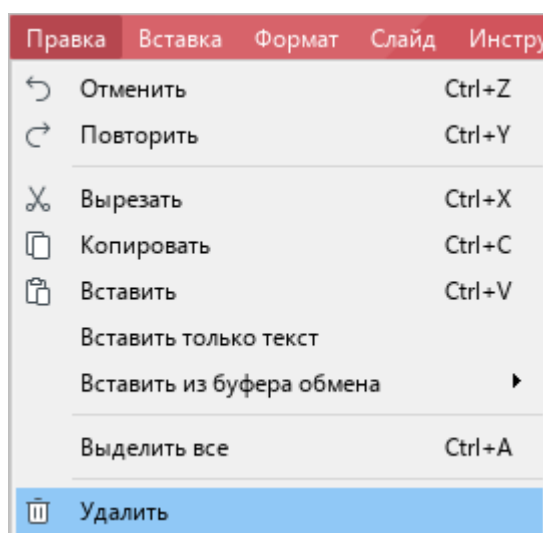 Правка Вставка Формат Слайд Инстру
Отменить Ctrl+Z
Повторить Ctrl+Y
Вырезать Ctrl+X
Копировать Ctrl+C
Вставить Ctrl+V
Вставить только текст
Вставить из буфера обмена
Выделить все Ctrl+A
Удалить